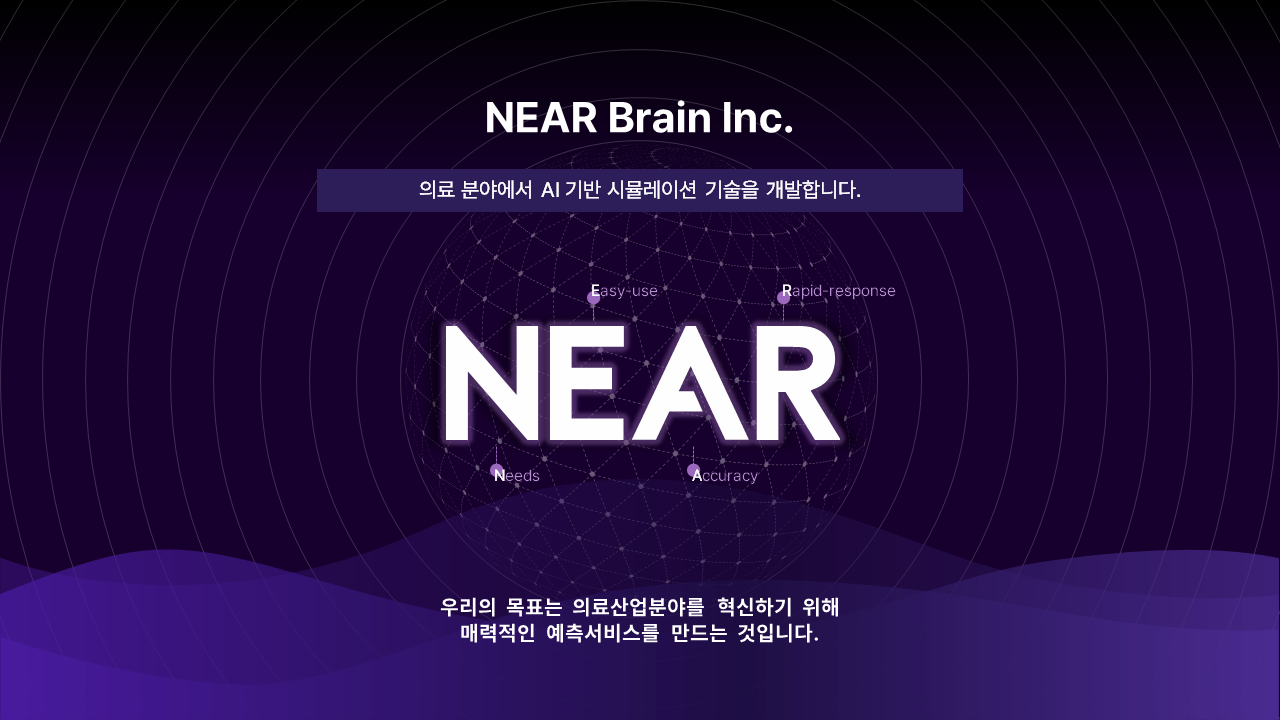 NEAR Brain Inc.
의료 분야에서 AI 기반 시뮬레이션 기술을 개발합니다.
Easy-use
Rapid-response
NEAR
Needs
Accuracy
우리의 목표는 의료산업분야를 혁신하기 위해
매력적인 예측서비스를 만드는 것입니다.